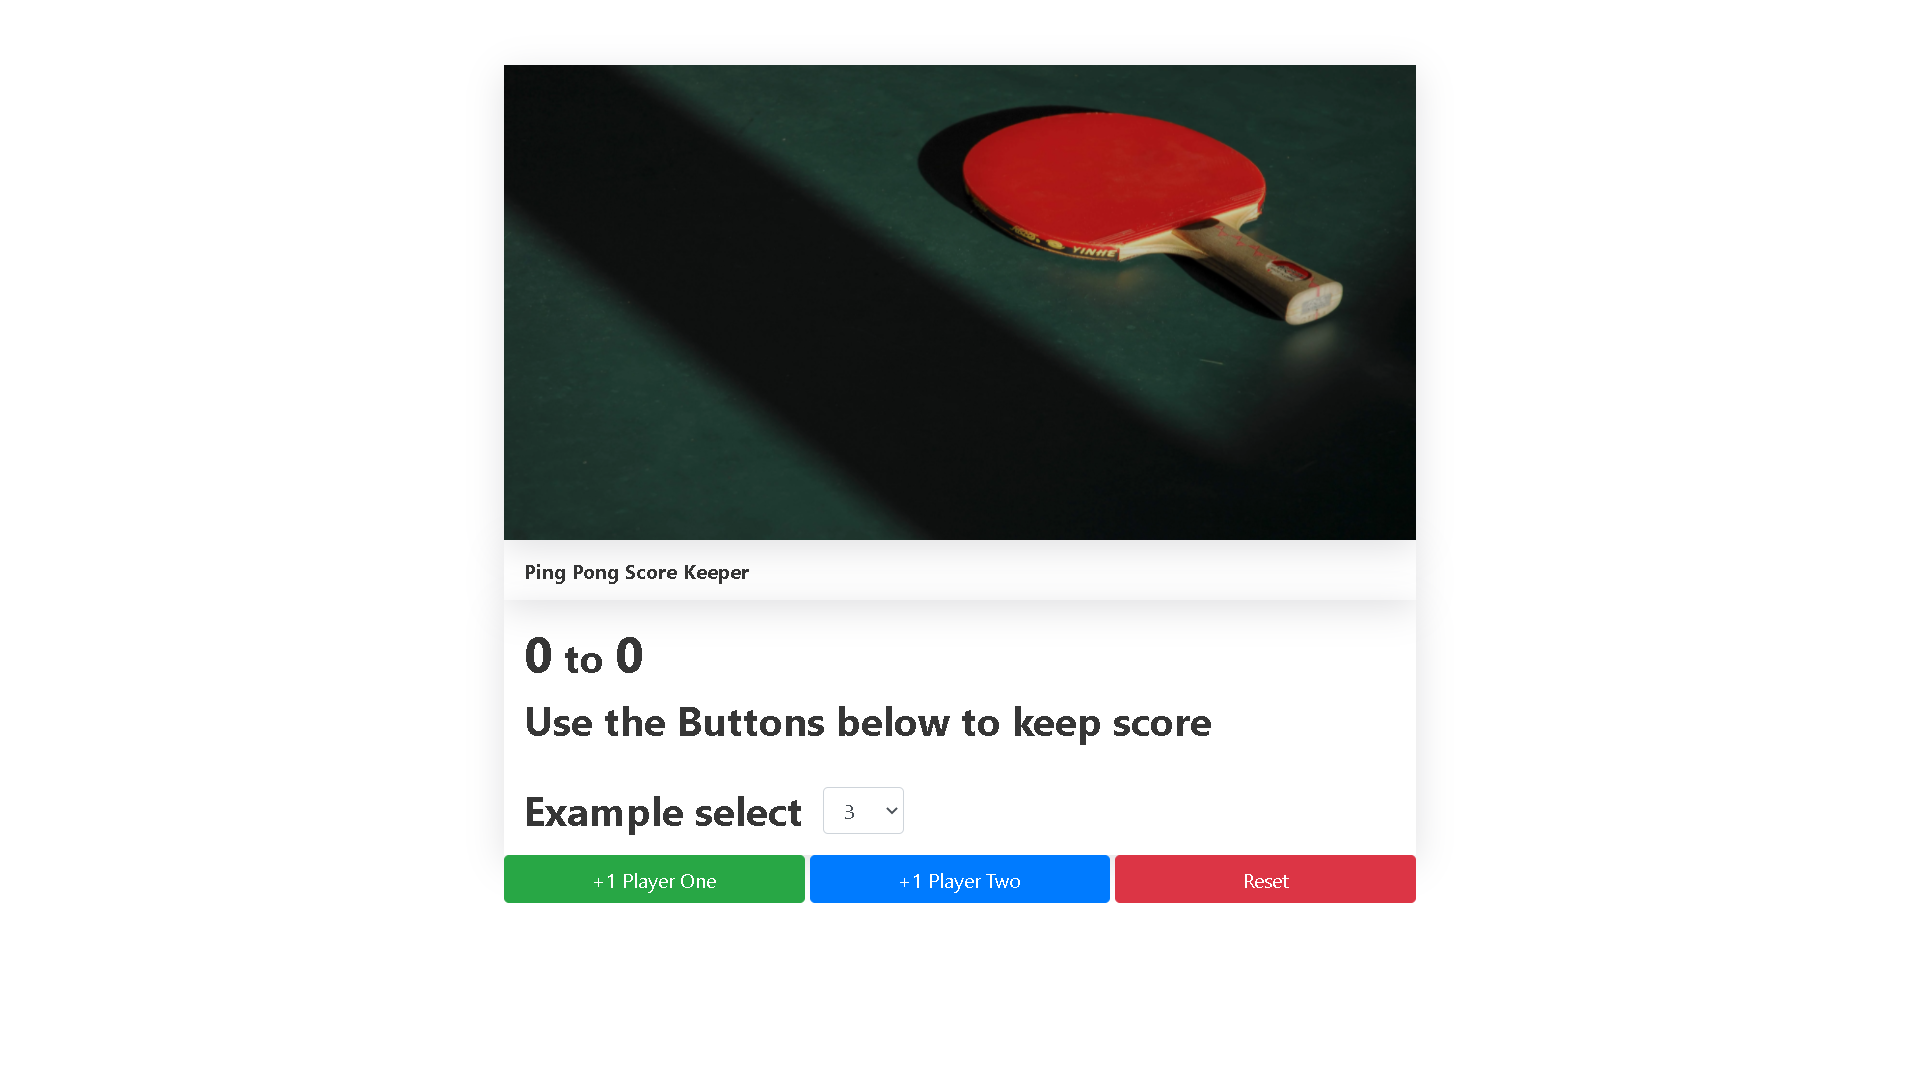 YINHE
Ping Pong Score Keeper
0 to 0
Use the Buttons below to keep score
Example select 3
+1 Player One +1 Player Two Reset